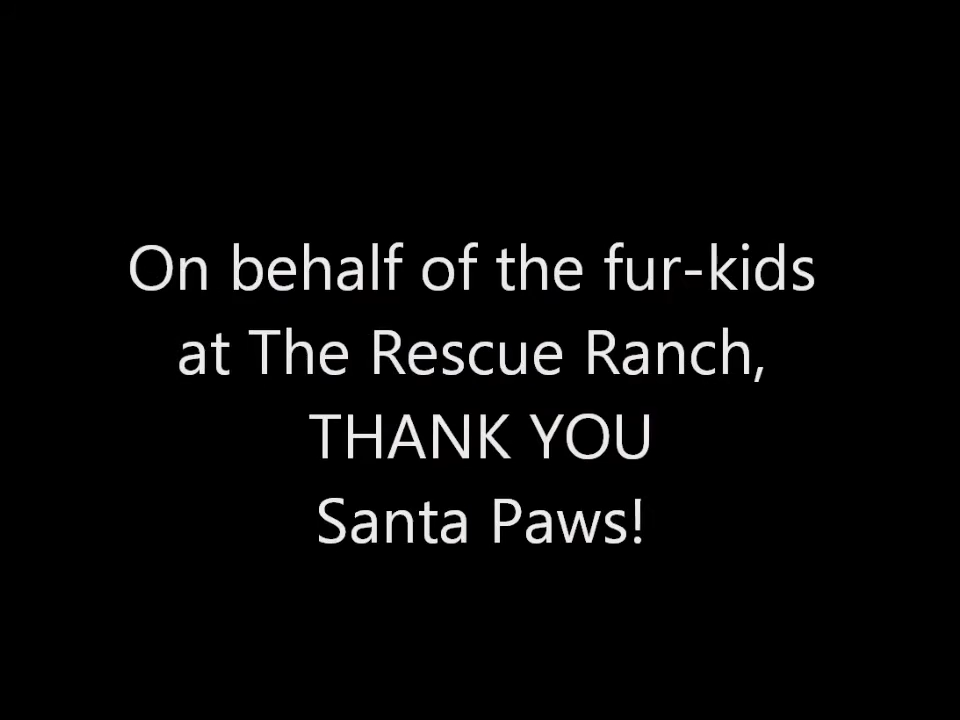 On behalf of the fur-kids
at The Rescue Ranch,
THANK YOU
Santa Paws!